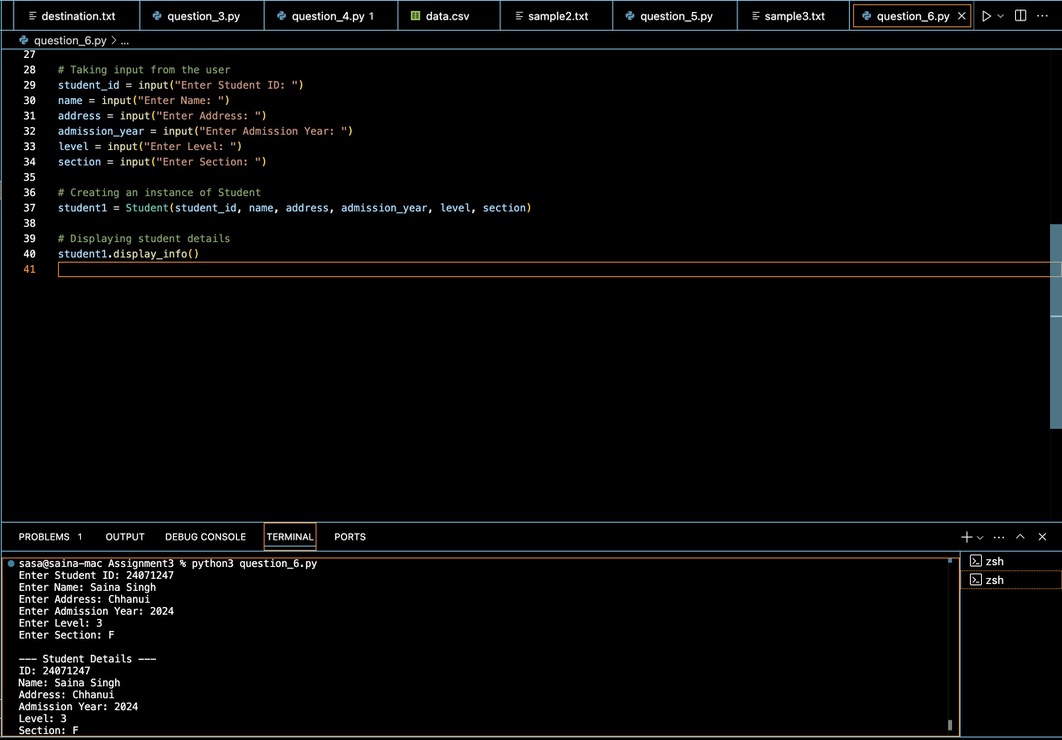 destination.txt question_3.py question_4.py 1 data.csv sample2.txt question_5.py sample3.txt question_6.py
question_6.py > ...
27
28 # Taking input from the user
29 student_id = input("Enter Student ID: ")
30 name = input("Enter Name: ")
31 address = input("Enter Address: ")
32 admission_year = input("Enter Admission Year: ")
33 level = input("Enter Level: ")
34 section = input("Enter Section: ")
35
36 # Creating an instance of Student
37 student1 = Student(student_id, name, address, admission_year, level, section)
38
39 # Displaying student details
40 student1.display_info()
41
PROBLEMS 1 OUTPUT DEBUG CONSOLE TERMINAL PORTS
sasa@saina-mac Assignment3 % python3 question_6.py
Enter Student ID: 24071247
Enter Name: Saina Singh
Enter Address: Chhanui
Enter Admission Year: 2024
Enter Level: 3
Enter Section: F
--- Student Details ---
ID: 24071247
Name: Saina Singh
Address: Chhanui
Admission Year: 2024
Level: 3
Section: F
zsh
zsh